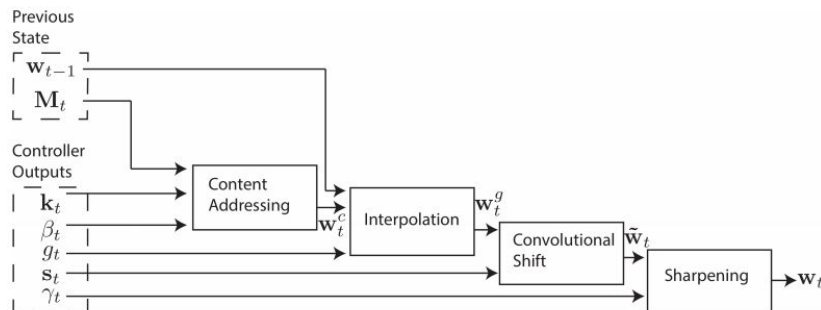 Previous
State
w_{t−1}
M_t
Controller
Outputs
k_t
β_t
g_t
s_t
γ_t
Content
Addressing
w_t^c
Interpolation
w_t^g
Convolutional
Shift
w̃_t
Sharpening
w_t